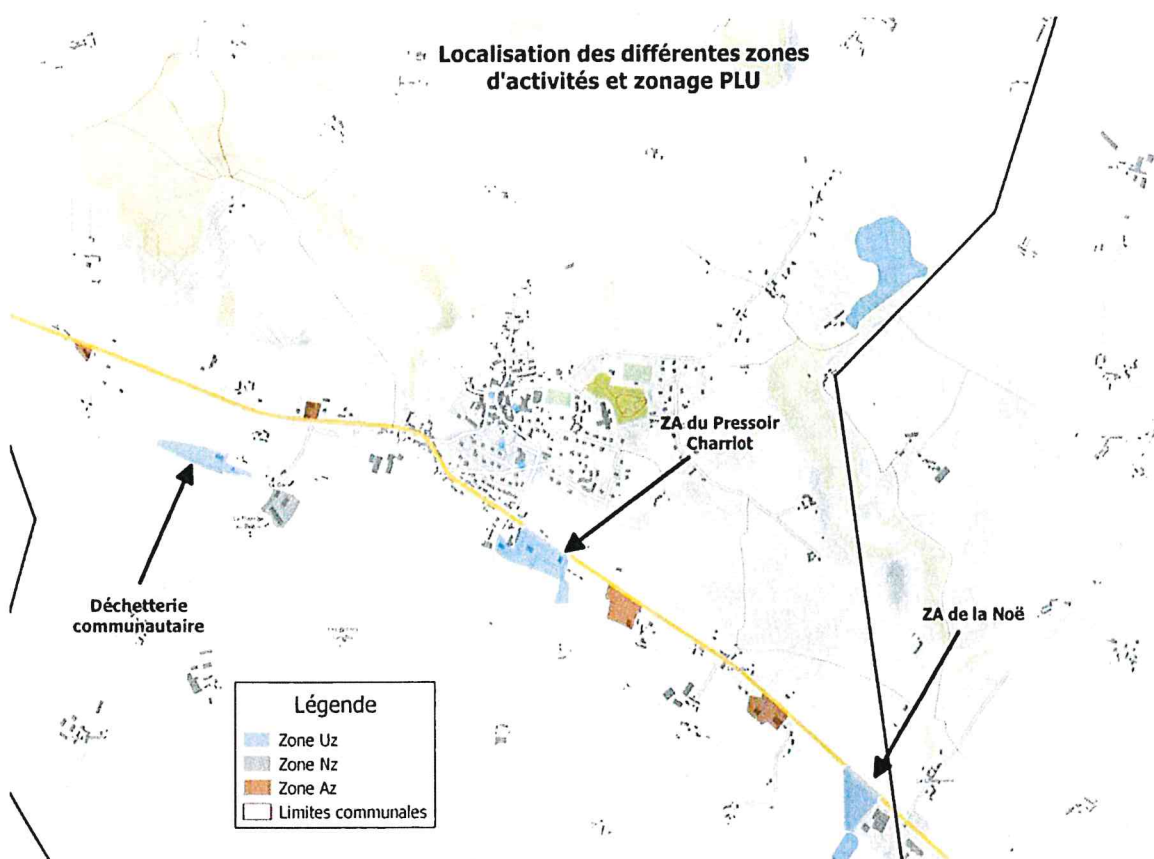 Localisation des différentes zones
d'activités et zonage PLU
ZA du Pressoir
Charriot
Déchetterie
communautaire
ZA de la Noë
Légende
Zone Uz
Zone Nz
Zone Az
Limites communales